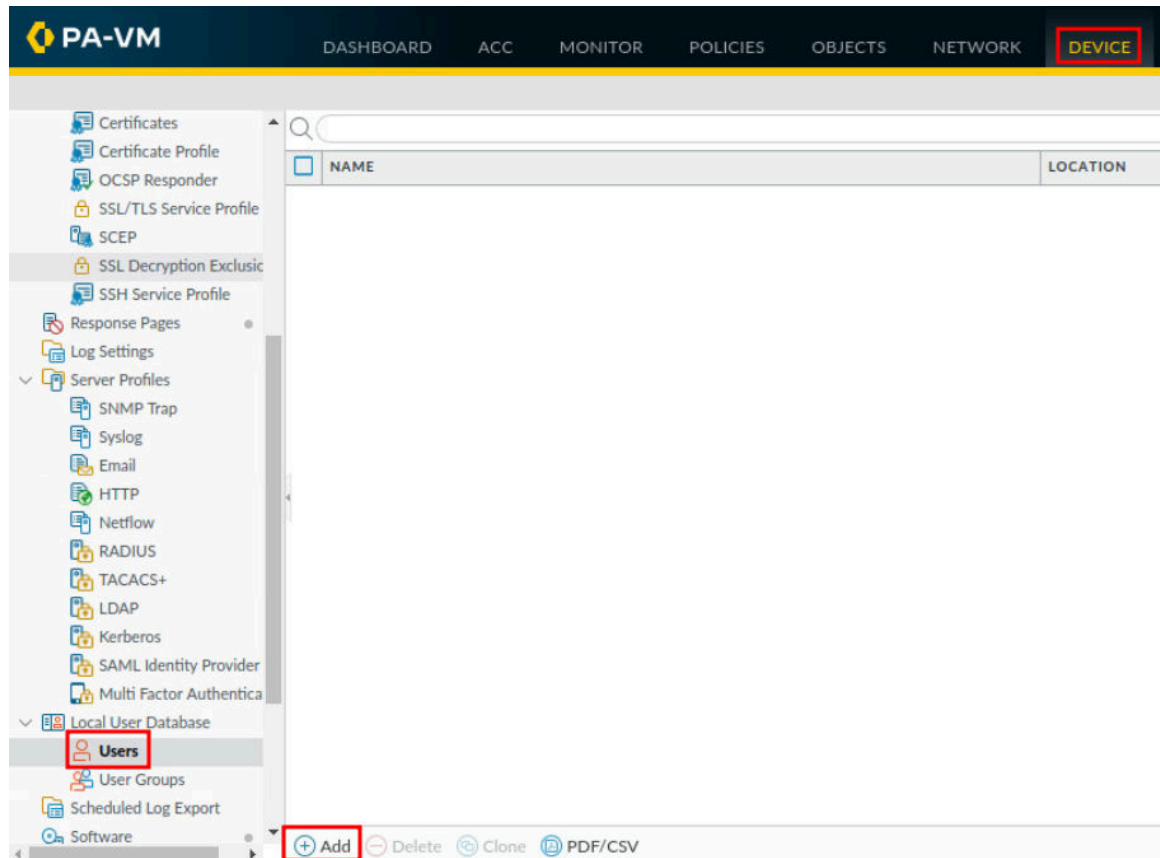 PA-VM
DASHBOARD ACC MONITOR POLICIES OBJECTS NETWORK DEVICE
Certificates
Certificate Profile
OCSP Responder
SSL/TLS Service Profile
SCEP
SSL Decryption Exclusic
SSH Service Profile
Response Pages
Log Settings
Server Profiles
SNMP Trap
Syslog
Email
HTTP
Netflow
RADIUS
TACACS+
LDAP
Kerberos
SAML Identity Provider
Multi Factor Authentica
Local User Database
Users
User Groups
Scheduled Log Export
Software
NAME LOCATION
Add Delete Clone PDF/CSV